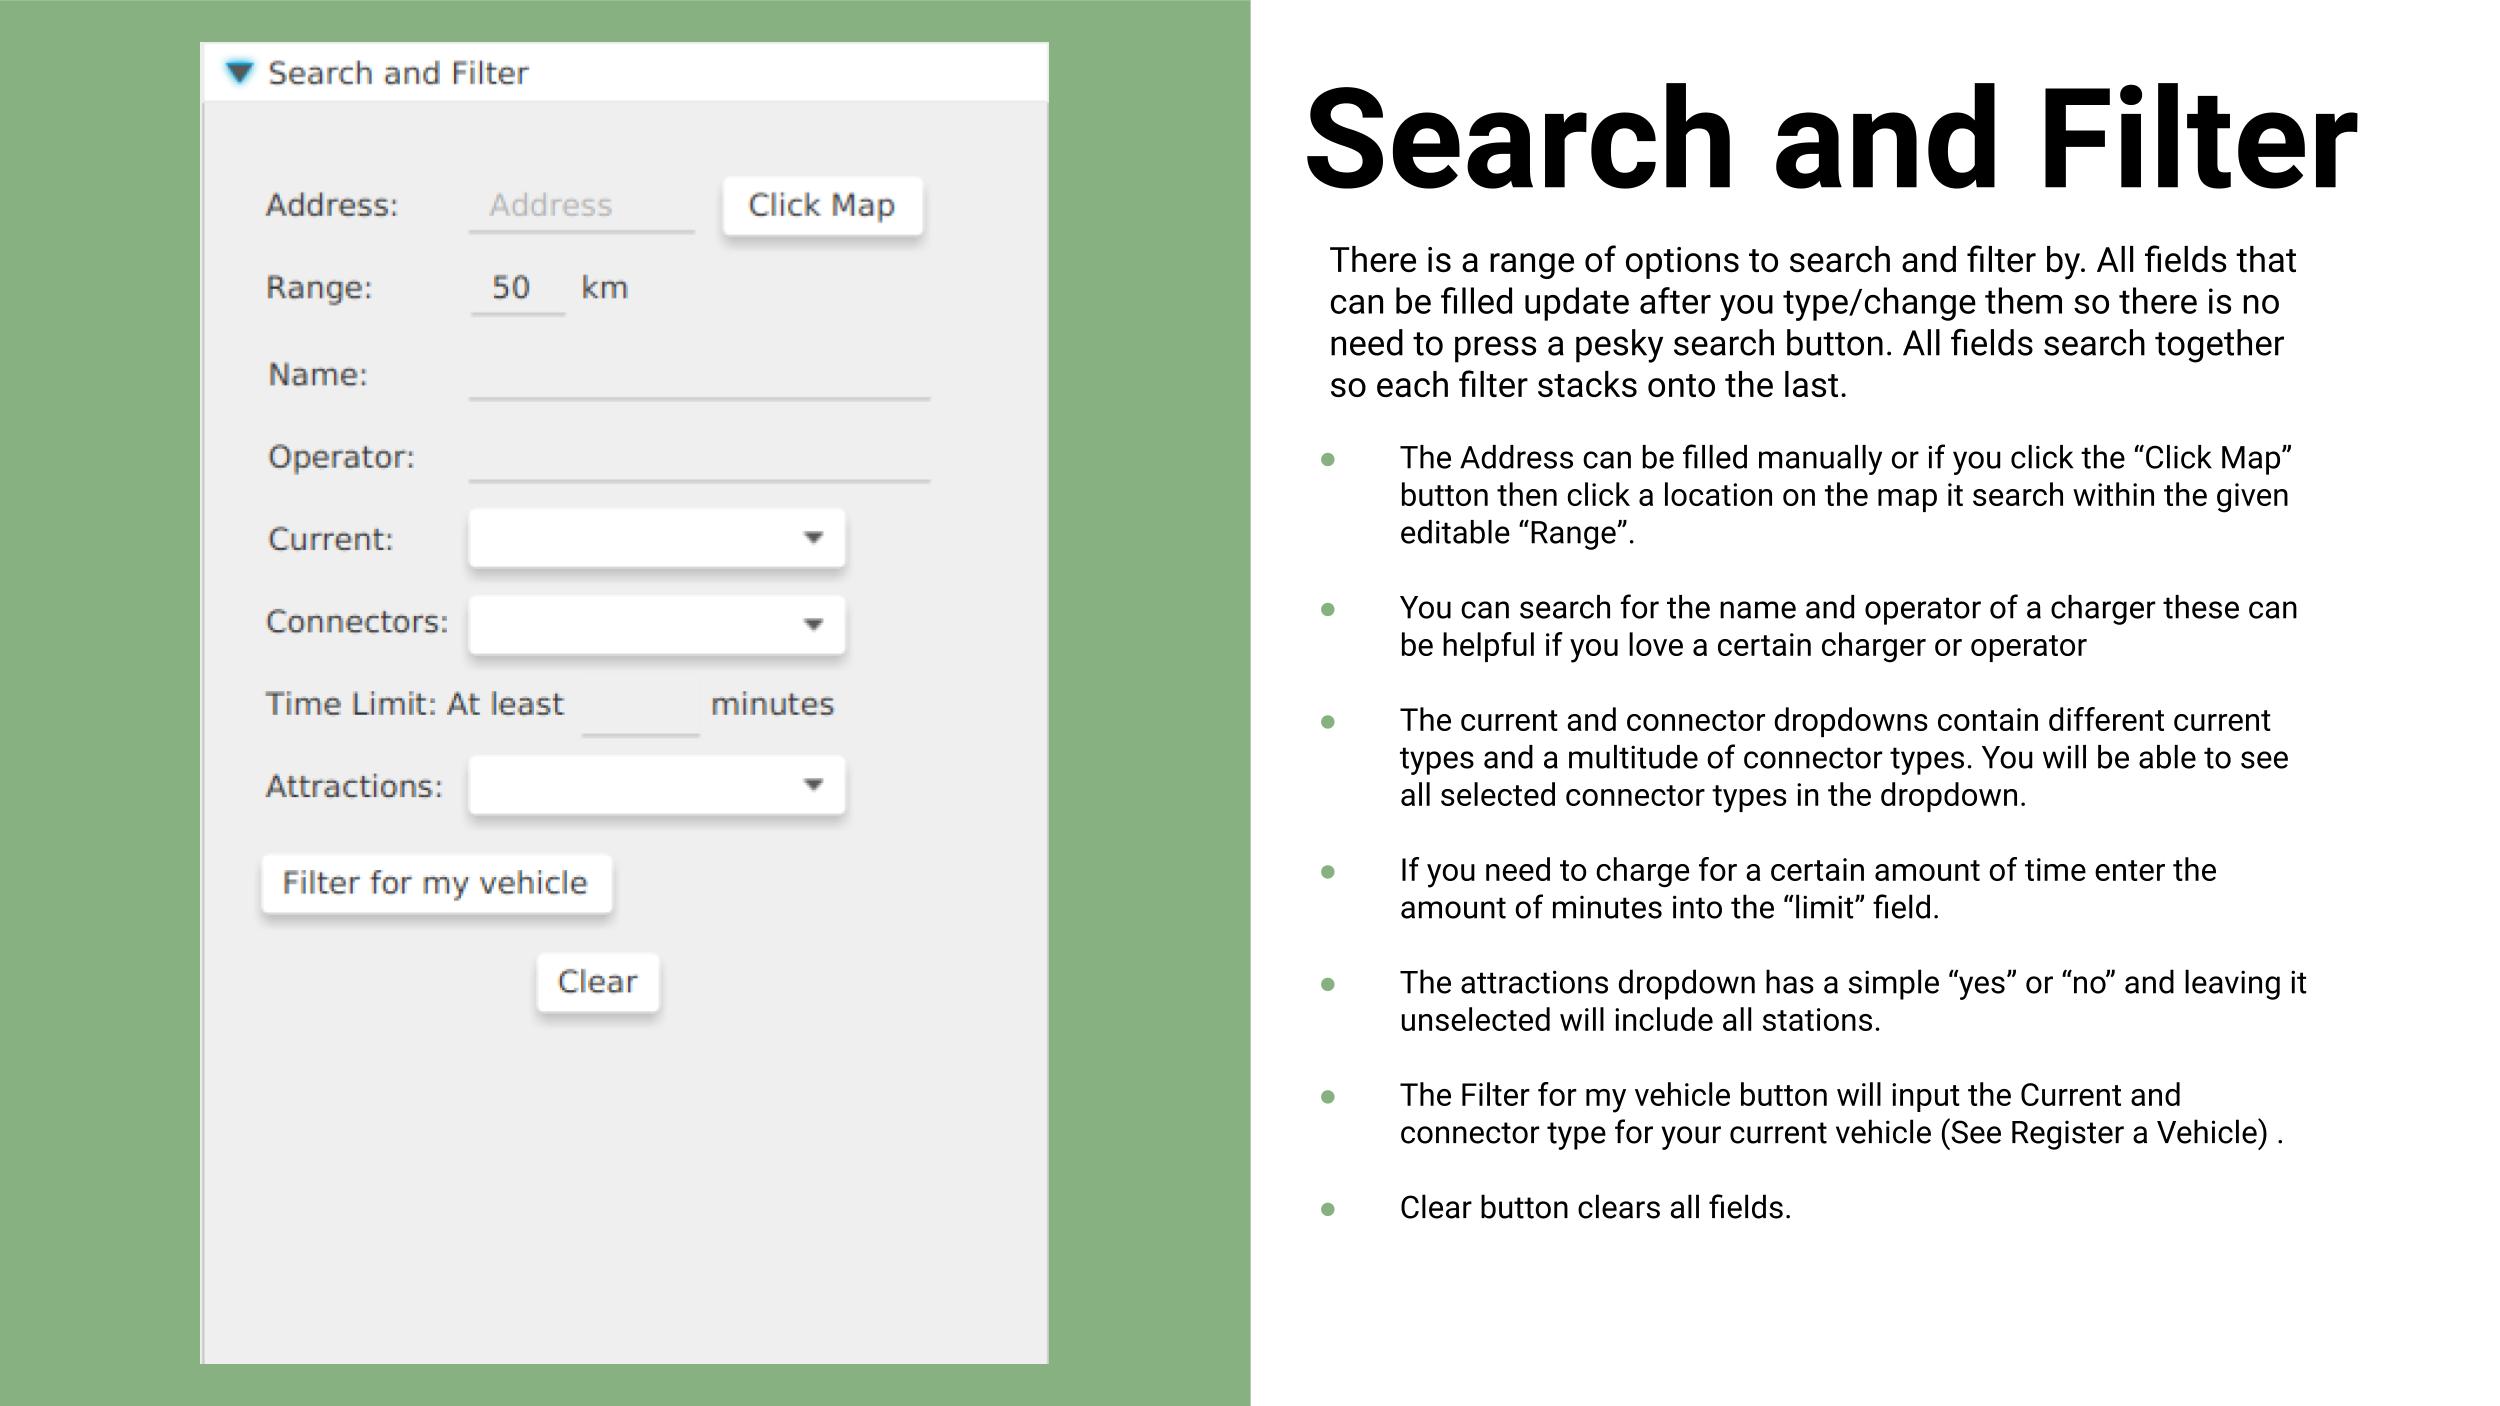 Search and Filter
Address: Address Click Map
Range: 50 km
Name:
Operator:
Current:
Connectors:
Time Limit: At least minutes
Attractions:
Filter for my vehicle
Clear
Search and Filter
There is a range of options to search and filter by. All fields that
can be filled update after you type/change them so there is no
need to press a pesky search button. All fields search together
so each filter stacks onto the last.
● The Address can be filled manually or if you click the “Click Map”
button then click a location on the map it search within the given
editable “Range”.
● You can search for the name and operator of a charger these can
be helpful if you love a certain charger or operator
● The current and connector dropdowns contain different current
types and a multitude of connector types. You will be able to see
all selected connector types in the dropdown.
● If you need to charge for a certain amount of time enter the
amount of minutes into the “limit” field.
● The attractions dropdown has a simple “yes” or “no” and leaving it
unselected will include all stations.
● The Filter for my vehicle button will input the Current and
connector type for your current vehicle (See Register a Vehicle) .
● Clear button clears all fields.